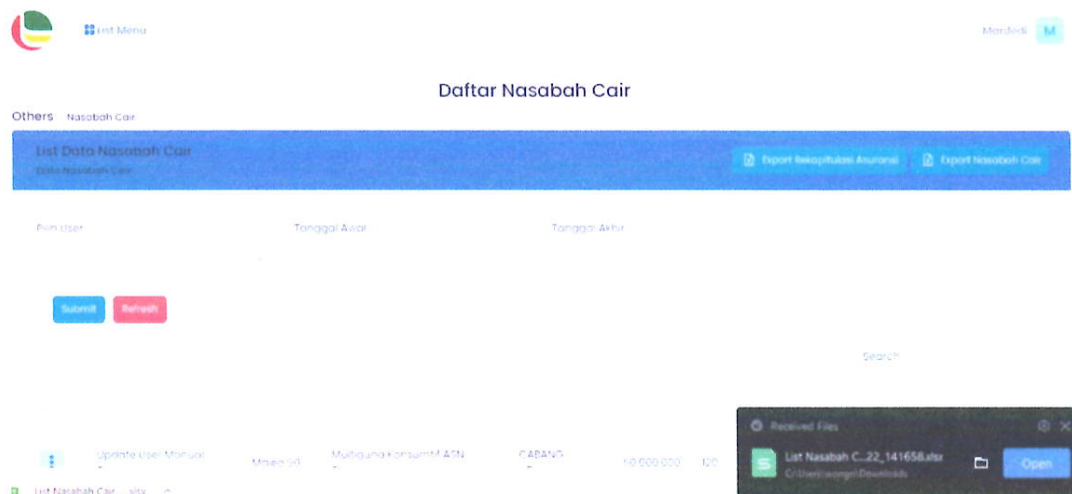 List Menu
Mardedi M
Daftar Nasabah Cair
Others Nasabah Cair
List Data Nasabah Cair
Data Nasabah Cair
Export Rekapitulasi Asuransi Export Nasabah Cair
Pilih User Tanggal Awal Tanggal Akhir
Submit Refresh
Search
Received Files
Update User Manual Multiguna Konsumtif ASN CABANG 50.000.000 120
List Nasabah C...22_141658.xlsx
Open
List Nasabah Cair ....xlsx